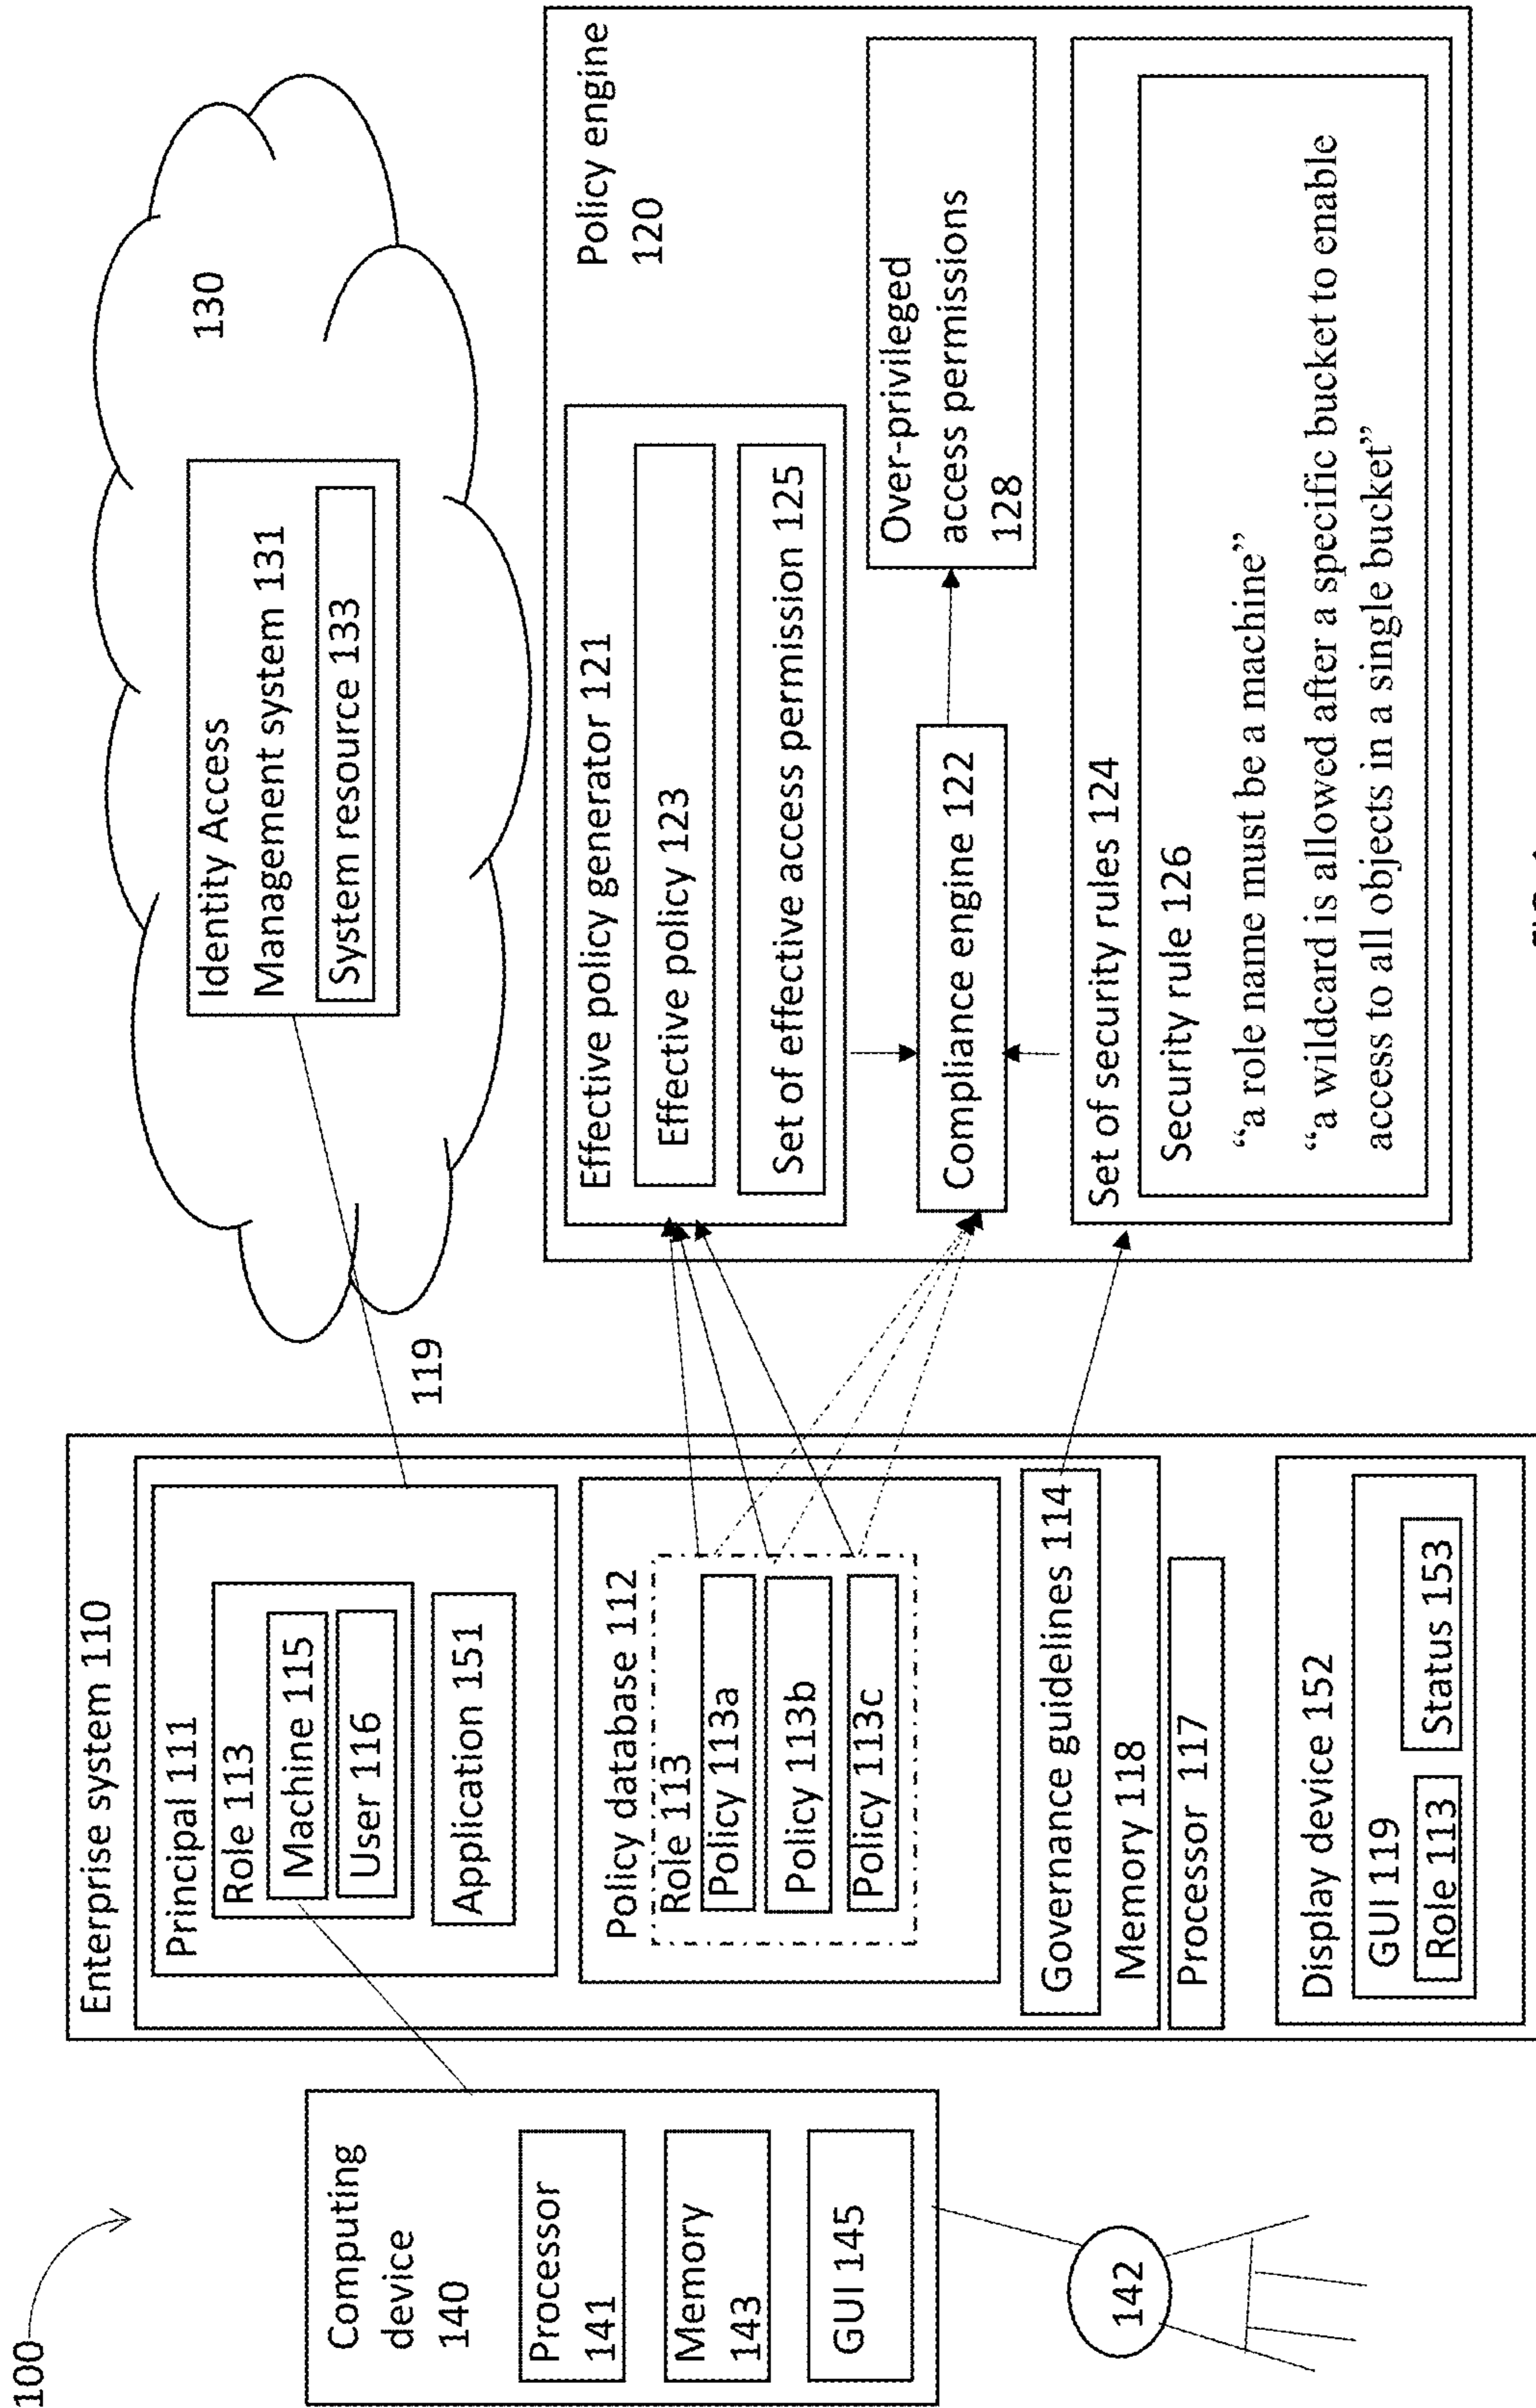 100
Computing
device
140
Processor
141
Memory
143
GUI 145
142
Enterprise system 110
Principal 111
Role 113
Machine 115
User 116
Application 151
Policy database 112
Role 113
Policy 113a
Policy 113b
Policy 113c
Governance guidelines 114
Memory 118
Processor 117
Display device 152
GUI 119
Role 113
Status 153
119
130
Identity Access
Management system 131
System resource 133
Policy engine
120
Effective policy generator 121
Effective policy 123
Set of effective access permission 125
Compliance engine 122
Over-privileged
access permissions
128
Set of security rules 124
Security rule 126
“a role name must be a machine”
“a wildcard is allowed after a specific bucket to enable
access to all objects in a single bucket”